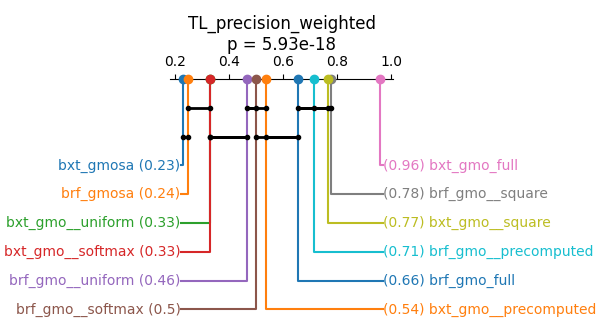 TL_precision_weighted
p = 5.93e-18
0.2 0.4 0.6 0.8 1.0
bxt_gmosa (0.23) (0.96) bxt_gmo_full
brf_gmosa (0.24) (0.78) brf_gmo__square
bxt_gmo__uniform (0.33) (0.77) bxt_gmo__square
bxt_gmo__softmax (0.33) (0.71) brf_gmo__precomputed
brf_gmo__uniform (0.46) (0.66) brf_gmo_full
brf_gmo__softmax (0.5) (0.54) bxt_gmo__precomputed